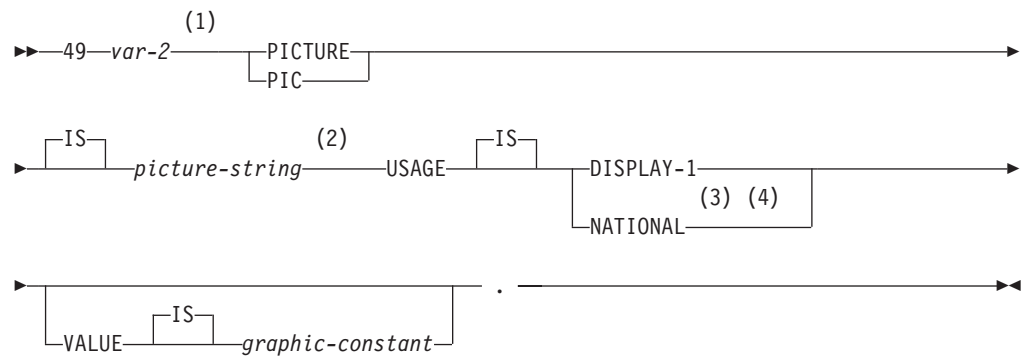 (1)
49 var-2 PICTURE
PIC
IS IS
picture-string (2) USAGE DISPLAY-1
(3) (4)
NATIONAL
.
IS
VALUE graphic-constant